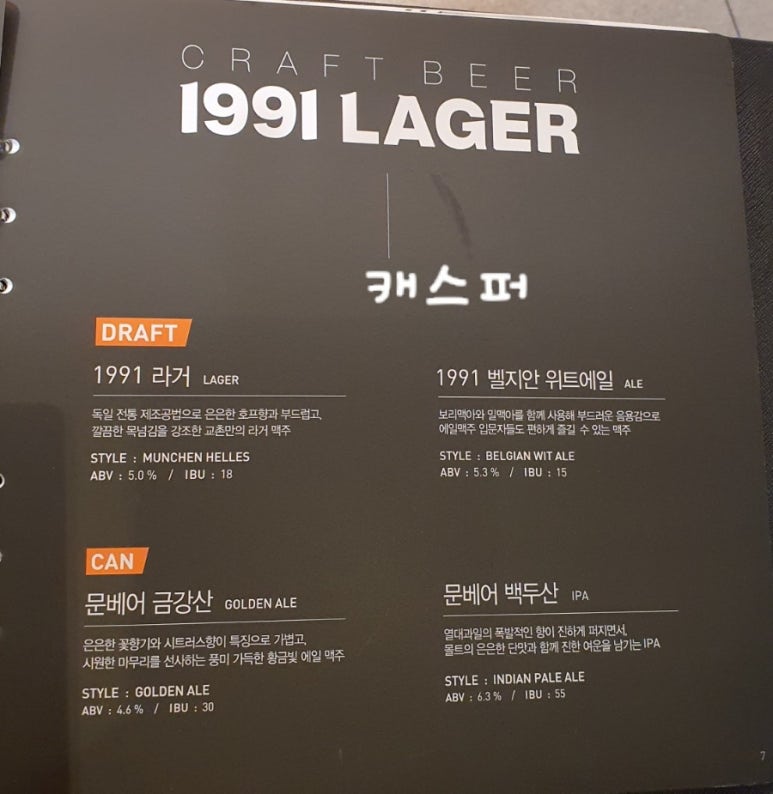 CRAFT BEER
1991 LAGER
캐스퍼
DRAFT
1991 라거 LAGER
독일 전통 제조공법으로 은은한 호프향과 부드럽고,
깔끔한 목넘김을 강조한 교촌만의 라거 맥주
STYLE : MUNCHEN HELLES
ABV : 5.0 % / IBU : 18
1991 벨지안 위트에일 ALE
보리맥아와 밀맥아를 함께 사용해 부드러운 음용감으로
에일맥주 입문자들도 편하게 즐길 수 있는 맥주
STYLE : BELGIAN WIT ALE
ABV : 5.3 % / IBU : 15
CAN
문베어 금강산 GOLDEN ALE
은은한 꽃향기와 시트러스향이 특징으로 가볍고,
시원한 마무리를 선사하는 풍미 가득한 황금빛 에일 맥주
STYLE : GOLDEN ALE
ABV : 4.6 % / IBU : 30
문베어 백두산 IPA
열대과일의 폭발적인 향이 진하게 퍼지면서,
몰트의 은은한 단맛과 함께 진한 여운을 남기는 IPA
STYLE : INDIAN PALE ALE
ABV : 6.3 % / IBU : 55
7